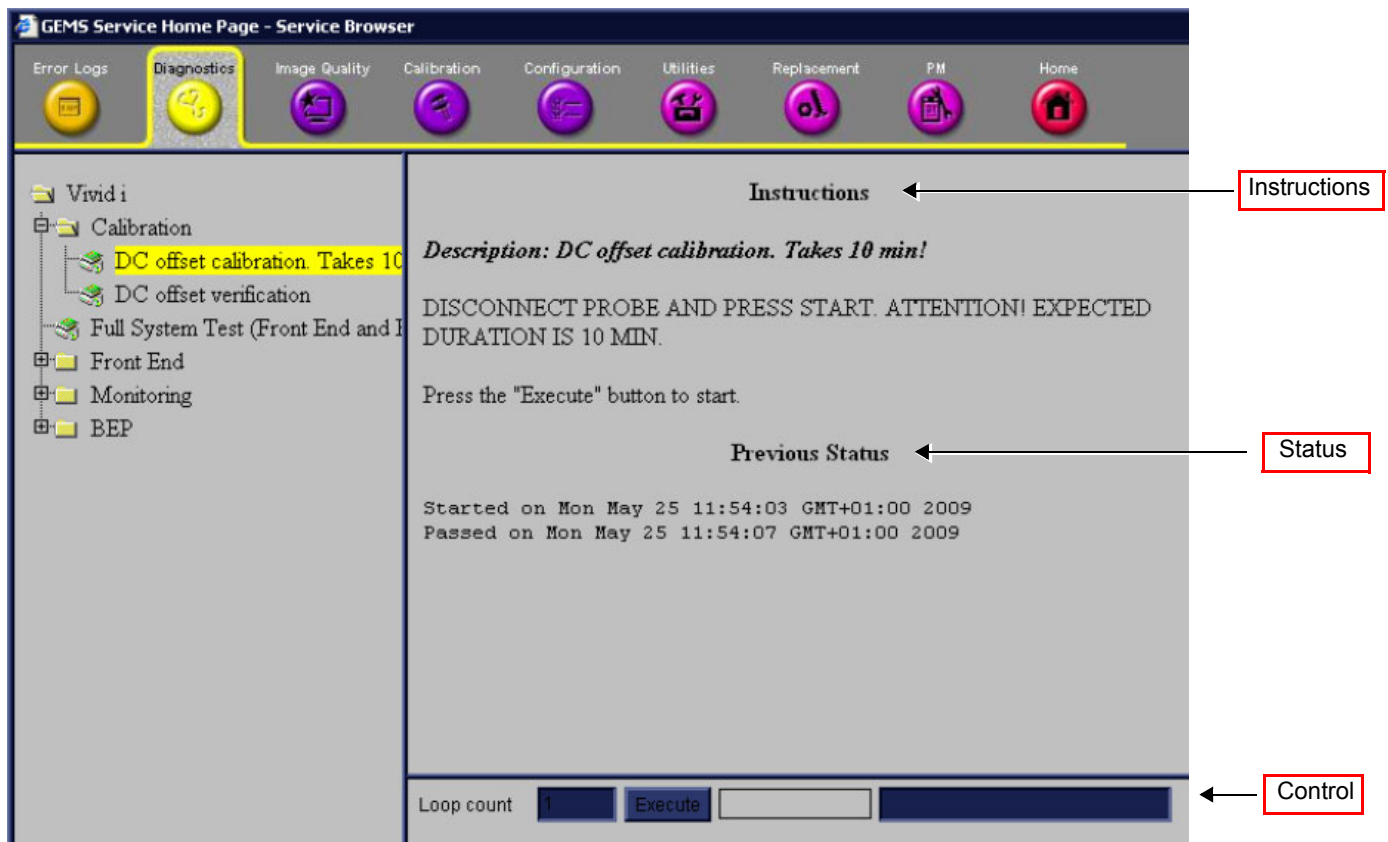 GEMS Service Home Page - Service Browser
Error Logs
Diagnostics
Image Quality
Calibration
Configuration
Utilities
Replacement
PM
Home
Vivid i
Calibration
DC offset calibration. Takes 10
DC offset verification
Full System Test (Front End and
Front End
Monitoring
BEP
Instructions
Description: DC offset calibration. Takes 10 min!
DISCONNECT PROBE AND PRESS START. ATTENTION! EXPECTED
DURATION IS 10 MIN.
Press the "Execute" button to start.
Previous Status
Started on Mon May 25 11:54:03 GMT+01:00 2009
Passed on Mon May 25 11:54:07 GMT+01:00 2009
Loop count 1 Execute
Instructions
Status
Control